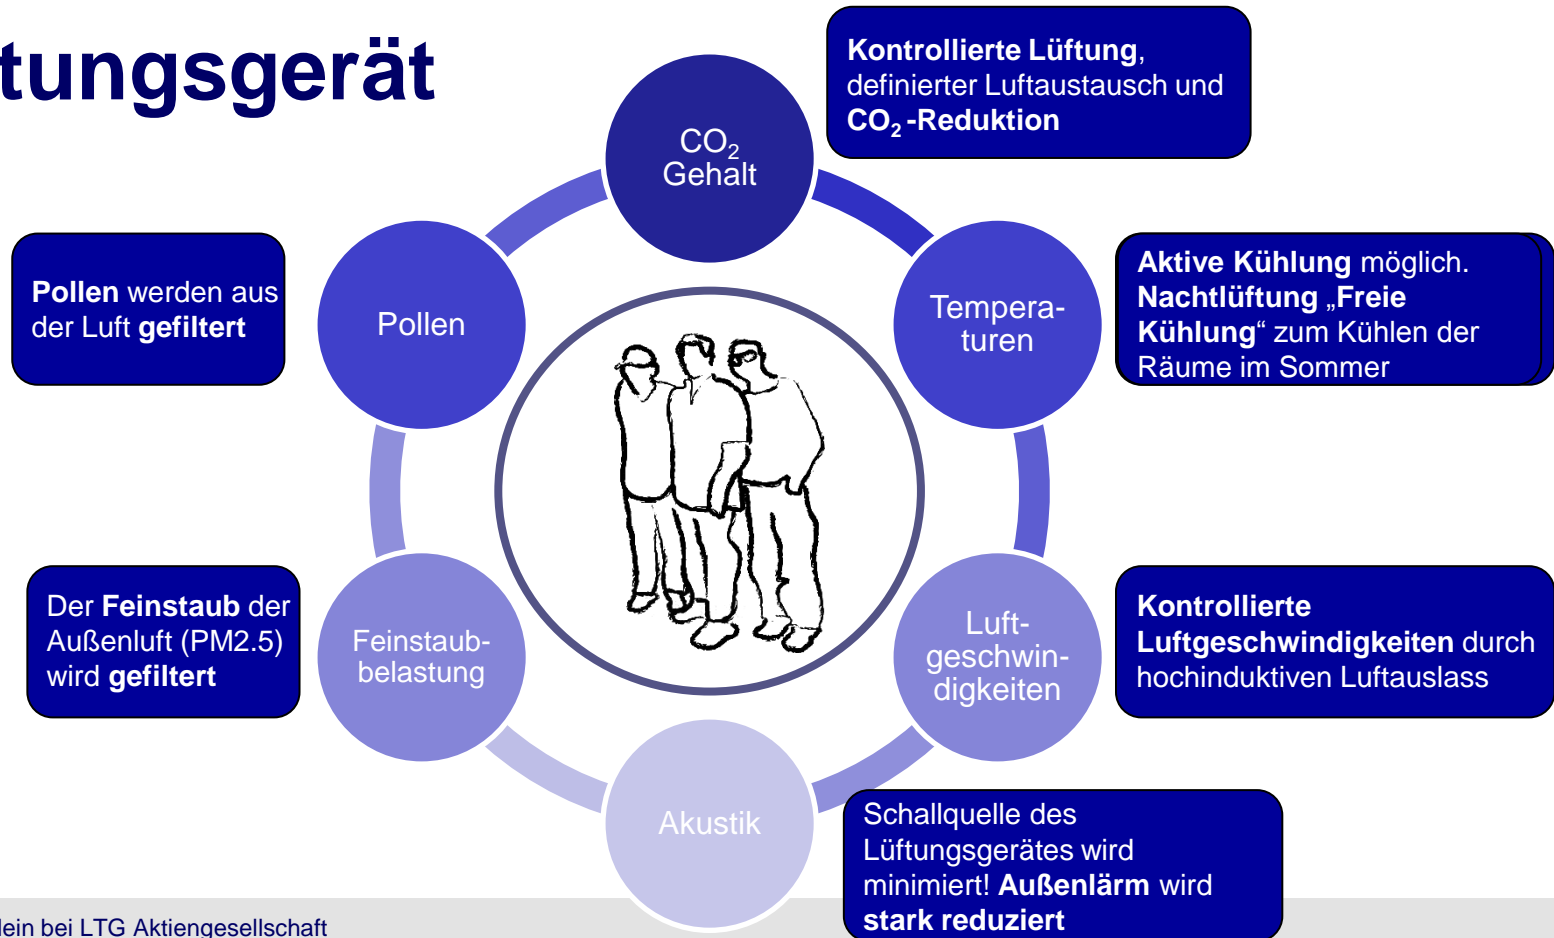 tungsgerät
Kontrollierte Lüftung,
definierter Luftaustausch und
CO₂ -Reduktion
CO₂
Gehalt
Pollen werden aus
der Luft gefiltert
Pollen
Tempera-
turen
Aktive Kühlung möglich.
Nachtlüftung „Freie
Kühlung“ zum Kühlen der
Räume im Sommer
Der Feinstaub der
Außenluft (PM2.5)
wird gefiltert
Feinstaub-
belastung
Luft-
geschwin-
digkeiten
Kontrollierte
Luftgeschwindigkeiten durch
hochinduktiven Luftauslass
Akustik
Schallquelle des
Lüftungsgerätes wird
minimiert! Außenlärm wird
stark reduziert
lein bei LTG Aktiengesellschaft